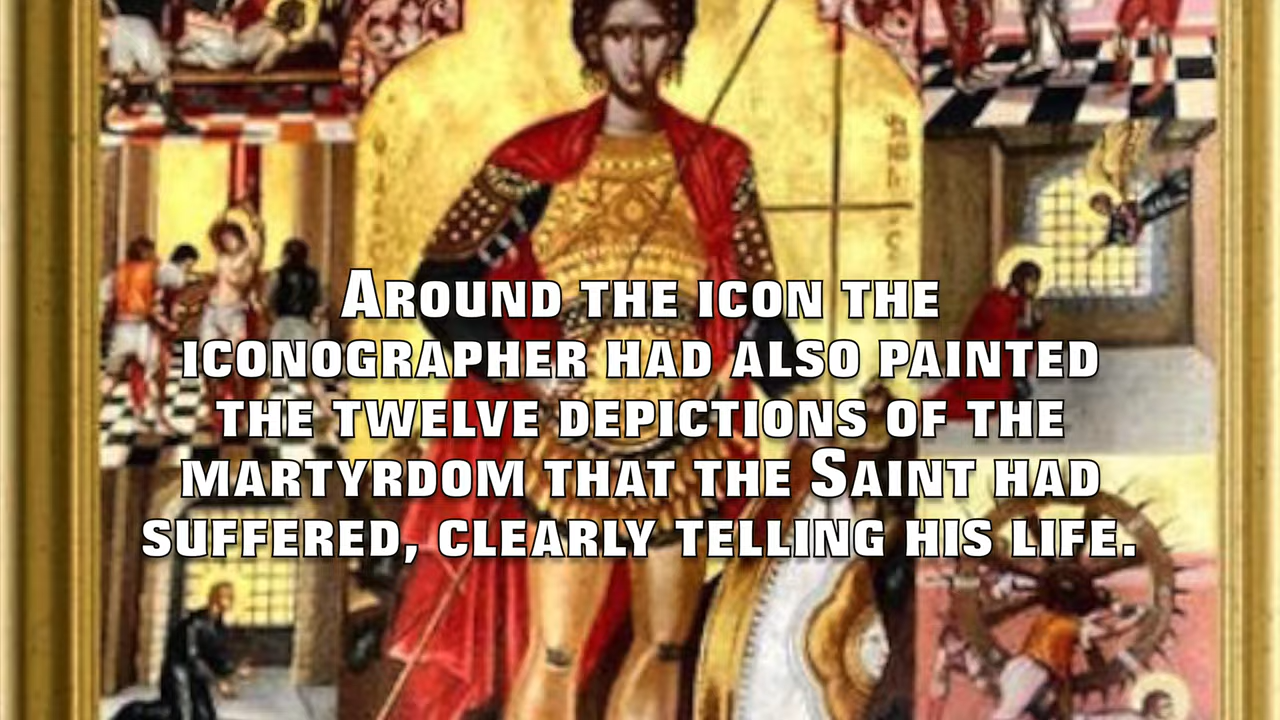 Around the icon the
iconographer had also painted
the twelve depictions of the
martyrdom that the Saint had
suffered, clearly telling his life.